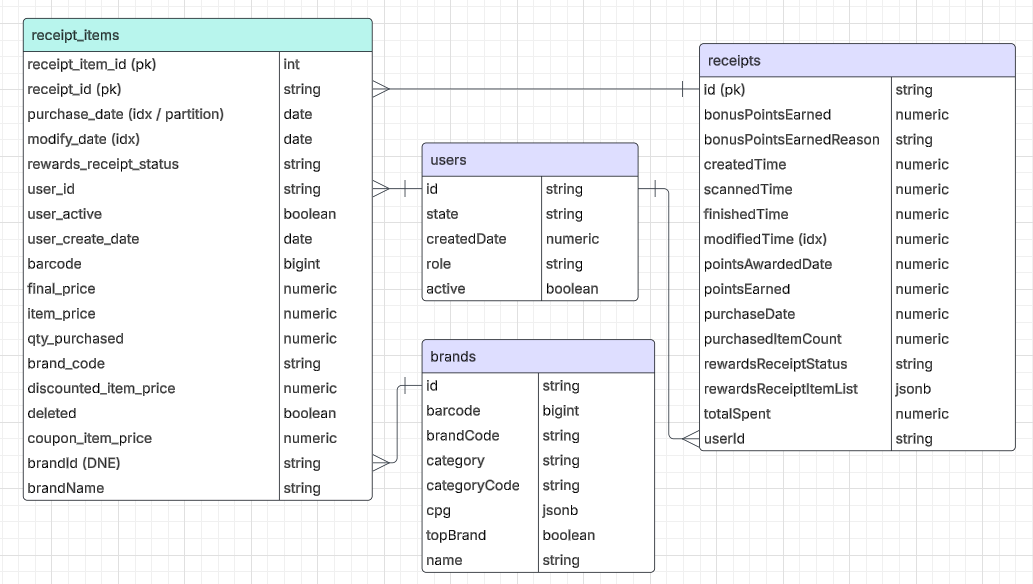 receipt_items
receipt_item_id (pk) int
receipt_id (pk) string
purchase_date (idx / partition) date
modify_date (idx) date
rewards_receipt_status string
user_id string
user_active boolean
user_create_date date
barcode bigint
final_price numeric
item_price numeric
qty_purchased numeric
brand_code string
discounted_item_price numeric
deleted boolean
coupon_item_price numeric
brandId (DNE) string
brandName string
users
id string
state string
createdDate numeric
role string
active boolean
brands
id string
barcode bigint
brandCode string
category string
categoryCode string
cpg jsonb
topBrand boolean
name string
receipts
id (pk) string
bonusPointsEarned numeric
bonusPointsEarnedReason string
createdTime numeric
scannedTime numeric
finishedTime numeric
modifiedTime (idx) numeric
pointsAwardedDate numeric
pointsEarned numeric
purchaseDate numeric
purchasedItemCount numeric
rewardsReceiptStatus string
rewardsReceiptItemList jsonb
totalSpent numeric
userId string